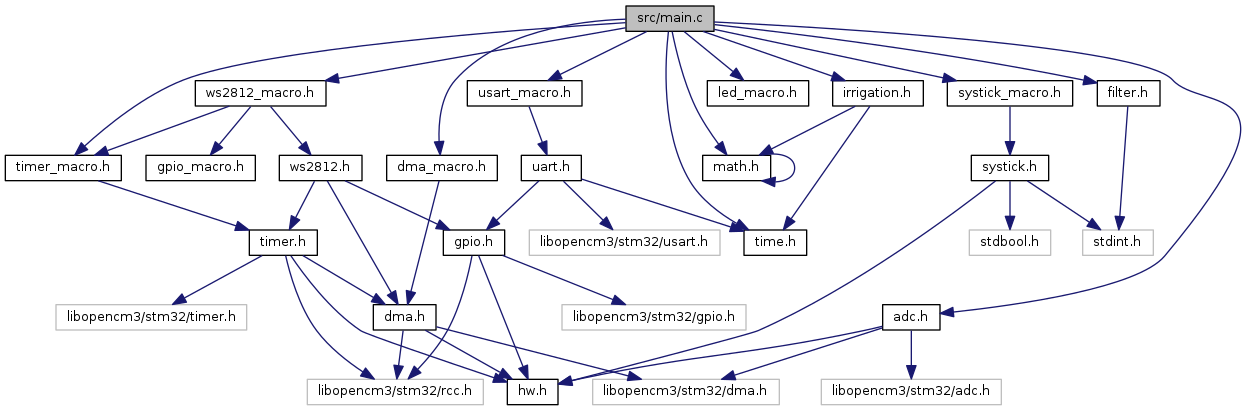 src/main.c
ws2812_macro.h
usart_macro.h
led_macro.h
irrigation.h
systick_macro.h
filter.h
timer_macro.h
gpio_macro.h
ws2812.h
dma_macro.h
uart.h
math.h
systick.h
timer.h
gpio.h
libopencm3/stm32/usart.h
time.h
stdbool.h
stdint.h
libopencm3/stm32/timer.h
dma.h
libopencm3/stm32/gpio.h
adc.h
libopencm3/stm32/rcc.h
hw.h
libopencm3/stm32/dma.h
libopencm3/stm32/adc.h